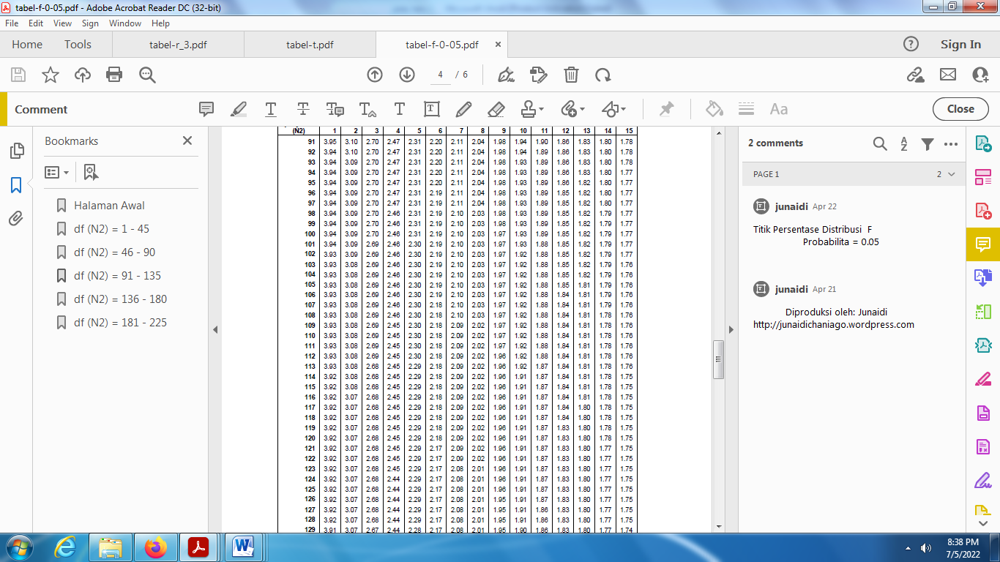 tabel-f-0-05.pdf - Adobe Acrobat Reader DC (32-bit)
File Edit View Sign Window Help
Home Tools tabel-r_3.pdf tabel-t.pdf tabel-f-0-05.pdf Sign In
4 / 6
Comment Close
Bookmarks
Halaman Awal
df (N2) = 1 - 45
df (N2) = 46 - 90
df (N2) = 91 - 135
df (N2) = 136 - 180
df (N2) = 181 - 225
(N2) 1 2 3 4 5 6 7 8 9 10 11 12 13 14 15
91 3.95 3.10 2.70 2.47 2.31 2.20 2.11 2.04 1.98 1.94 1.90 1.86 1.83 1.80 1.78
92 3.94 3.10 2.70 2.47 2.31 2.20 2.11 2.04 1.98 1.94 1.89 1.86 1.83 1.80 1.78
93 3.94 3.09 2.70 2.47 2.31 2.20 2.11 2.04 1.98 1.93 1.89 1.86 1.83 1.80 1.78
94 3.94 3.09 2.70 2.47 2.31 2.20 2.11 2.04 1.98 1.93 1.89 1.86 1.83 1.80 1.77
95 3.94 3.09 2.70 2.47 2.31 2.20 2.11 2.04 1.98 1.93 1.89 1.86 1.82 1.80 1.77
96 3.94 3.09 2.70 2.47 2.31 2.19 2.11 2.04 1.98 1.93 1.89 1.85 1.82 1.80 1.77
97 3.94 3.09 2.70 2.47 2.31 2.19 2.11 2.04 1.98 1.93 1.89 1.85 1.82 1.80 1.77
98 3.94 3.09 2.70 2.46 2.31 2.19 2.10 2.03 1.98 1.93 1.89 1.85 1.82 1.79 1.77
99 3.94 3.09 2.70 2.46 2.31 2.19 2.10 2.03 1.98 1.93 1.89 1.85 1.82 1.79 1.77
100 3.94 3.09 2.70 2.46 2.31 2.19 2.10 2.03 1.97 1.93 1.89 1.85 1.82 1.79 1.77
101 3.94 3.09 2.69 2.46 2.30 2.19 2.10 2.03 1.97 1.93 1.88 1.85 1.82 1.79 1.77
102 3.93 3.09 2.69 2.46 2.30 2.19 2.10 2.03 1.97 1.92 1.88 1.85 1.82 1.79 1.77
103 3.93 3.08 2.69 2.46 2.30 2.19 2.10 2.03 1.97 1.92 1.88 1.85 1.82 1.79 1.76
104 3.93 3.08 2.69 2.46 2.30 2.19 2.10 2.03 1.97 1.92 1.88 1.85 1.82 1.79 1.76
105 3.93 3.08 2.69 2.46 2.30 2.19 2.10 2.03 1.97 1.92 1.88 1.85 1.81 1.79 1.76
106 3.93 3.08 2.69 2.46 2.30 2.19 2.10 2.03 1.97 1.92 1.88 1.84 1.81 1.79 1.76
107 3.93 3.08 2.69 2.46 2.30 2.18 2.10 2.03 1.97 1.92 1.88 1.84 1.81 1.79 1.76
108 3.93 3.08 2.69 2.46 2.30 2.18 2.10 2.03 1.97 1.92 1.88 1.84 1.81 1.78 1.76
109 3.93 3.08 2.69 2.45 2.30 2.18 2.09 2.02 1.97 1.92 1.88 1.84 1.81 1.78 1.76
110 3.93 3.08 2.69 2.45 2.30 2.18 2.09 2.02 1.97 1.92 1.88 1.84 1.81 1.78 1.76
111 3.93 3.08 2.69 2.45 2.30 2.18 2.09 2.02 1.97 1.92 1.88 1.84 1.81 1.78 1.76
112 3.93 3.08 2.69 2.45 2.30 2.18 2.09 2.02 1.96 1.92 1.88 1.84 1.81 1.78 1.76
113 3.93 3.08 2.68 2.45 2.29 2.18 2.09 2.02 1.96 1.92 1.87 1.84 1.81 1.78 1.76
114 3.92 3.08 2.68 2.45 2.29 2.18 2.09 2.02 1.96 1.91 1.87 1.84 1.81 1.78 1.75
115 3.92 3.08 2.68 2.45 2.29 2.18 2.09 2.02 1.96 1.91 1.87 1.84 1.81 1.78 1.75
116 3.92 3.07 2.68 2.45 2.29 2.18 2.09 2.02 1.96 1.91 1.87 1.84 1.81 1.78 1.75
117 3.92 3.07 2.68 2.45 2.29 2.18 2.09 2.02 1.96 1.91 1.87 1.84 1.80 1.78 1.75
118 3.92 3.07 2.68 2.45 2.29 2.18 2.09 2.02 1.96 1.91 1.87 1.83 1.80 1.78 1.75
119 3.92 3.07 2.68 2.45 2.29 2.18 2.09 2.02 1.96 1.91 1.87 1.83 1.80 1.78 1.75
120 3.92 3.07 2.68 2.45 2.29 2.18 2.09 2.02 1.96 1.91 1.87 1.83 1.80 1.78 1.75
121 3.92 3.07 2.68 2.45 2.29 2.17 2.09 2.02 1.96 1.91 1.87 1.83 1.80 1.77 1.75
122 3.92 3.07 2.68 2.45 2.29 2.17 2.09 2.02 1.96 1.91 1.87 1.83 1.80 1.77 1.75
123 3.92 3.07 2.68 2.45 2.29 2.17 2.08 2.01 1.96 1.91 1.87 1.83 1.80 1.77 1.75
124 3.92 3.07 2.68 2.44 2.29 2.17 2.08 2.01 1.96 1.91 1.87 1.83 1.80 1.77 1.75
125 3.92 3.07 2.68 2.44 2.29 2.17 2.08 2.01 1.96 1.91 1.87 1.83 1.80 1.77 1.75
126 3.92 3.07 2.68 2.44 2.29 2.17 2.08 2.01 1.95 1.91 1.87 1.83 1.80 1.77 1.75
127 3.92 3.07 2.68 2.44 2.29 2.17 2.08 2.01 1.95 1.91 1.86 1.83 1.80 1.77 1.75
128 3.92 3.07 2.68 2.44 2.29 2.17 2.08 2.01 1.95 1.91 1.86 1.83 1.80 1.77 1.75
129 3.91 3.07 2.67 2.44 2.28 2.17 2.08 2.01 1.95 1.90 1.86 1.83 1.80 1.77 1.74
2 comments
PAGE 1 2
junaidi Apr 22
Titik Persentase Distribusi F
Probabilita = 0.05
junaidi Apr 21
Diproduksi oleh: Junaidi
http://junaidichaniago.wordpress.com
8:38 PM
7/5/2022